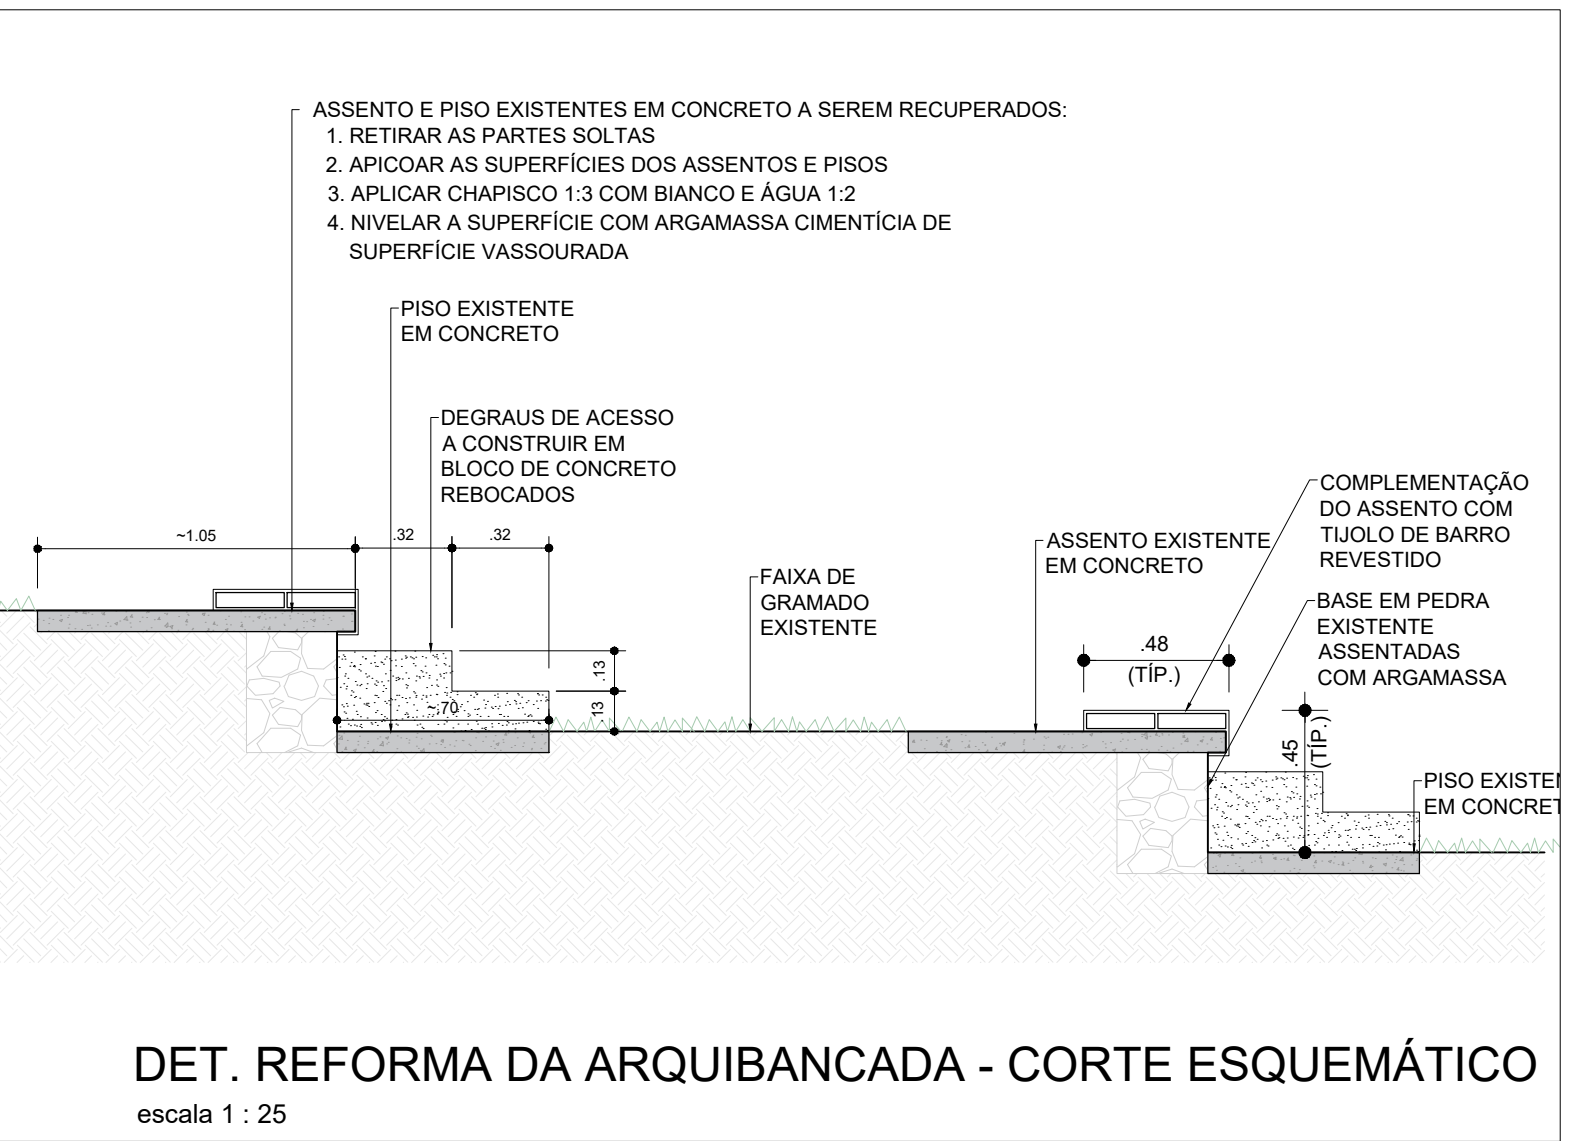 ASSENTO E PISO EXISTENTES EM CONCRETO A SEREM RECUPERADOS:
1. RETIRAR AS PARTES SOLTAS
2. APICOAR AS SUPERFÍCIES DOS ASSENTOS E PISOS
3. APLICAR CHAPISCO 1:3 COM BIANCO E ÁGUA 1:2
4. NIVELAR A SUPERFÍCIE COM ARGAMASSA CIMENTÍCIA DE
SUPERFÍCIE VASSOURADA
PISO EXISTENTE
EM CONCRETO
DEGRAUS DE ACESSO
A CONSTRUIR EM
BLOCO DE CONCRETO
REBOCADOS
~1.05
.32
.32
.13
.13
~.70
FAIXA DE
GRAMADO
EXISTENTE
ASSENTO EXISTENTE
EM CONCRETO
COMPLEMENTAÇÃO
DO ASSENTO COM
TIJOLO DE BARRO
REVESTIDO
BASE EM PEDRA
EXISTENTE
ASSENTADAS
COM ARGAMASSA
.48
(TÍP.)
.45
(TÍP.)
PISO EXISTEN
EM CONCRET
DET. REFORMA DA ARQUIBANCADA - CORTE ESQUEMÁTICO
escala 1 : 25